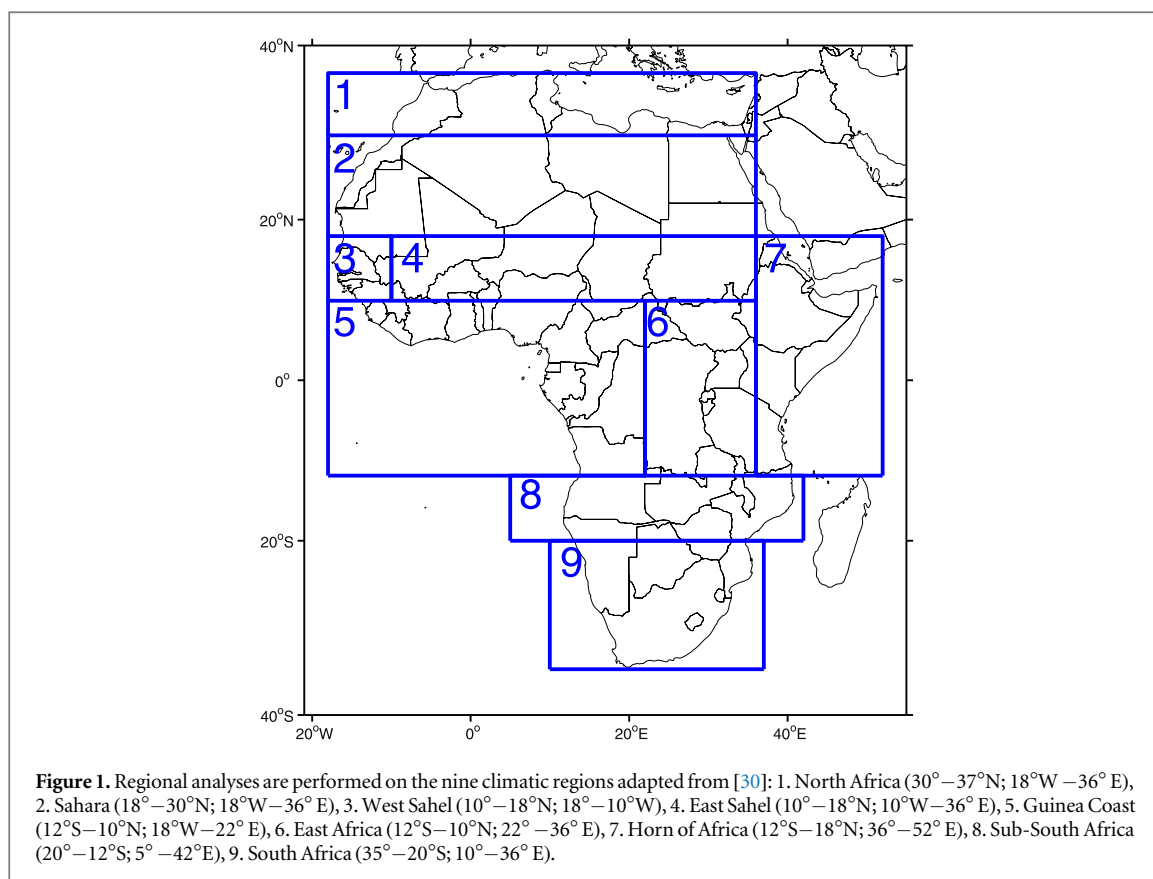 40°N
1
2
20°N
3 4 7
5 6
0°
8
20°S
9
40°S
20°W 0° 20°E 40°E
Figure 1. Regional analyses are performed on the nine climatic regions adapted from [30]: 1. North Africa (30°−37°N; 18°W −36° E),
2. Sahara (18°−30°N; 18°W−36° E), 3. West Sahel (10°−18°N; 18°−10°W), 4. East Sahel (10°−18°N; 10°W−36° E), 5. Guinea Coast
(12°S−10°N; 18°W−22° E), 6. East Africa (12°S−10°N; 22° −36° E), 7. Horn of Africa (12°S−18°N; 36°−52° E), 8. Sub-South Africa
(20°−12°S; 5° −42°E), 9. South Africa (35°−20°S; 10°−36° E).